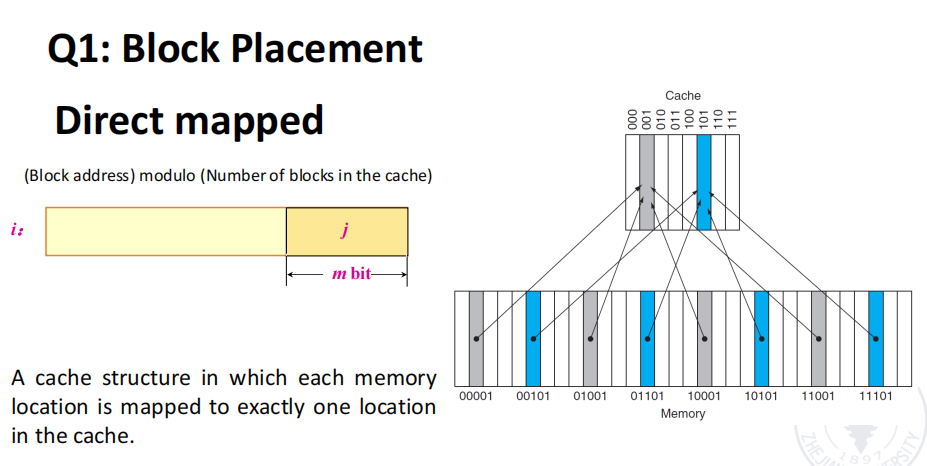 Q1: Block Placement
Direct mapped
(Block address) modulo (Number of blocks in the cache)
i:
j
m bit
A cache structure in which each memory
location is mapped to exactly one location
in the cache.
Cache
000
001
010
011
100
101
110
111
00001 00101 01001 01101 10001 10101 11001 11101
Memory
1897